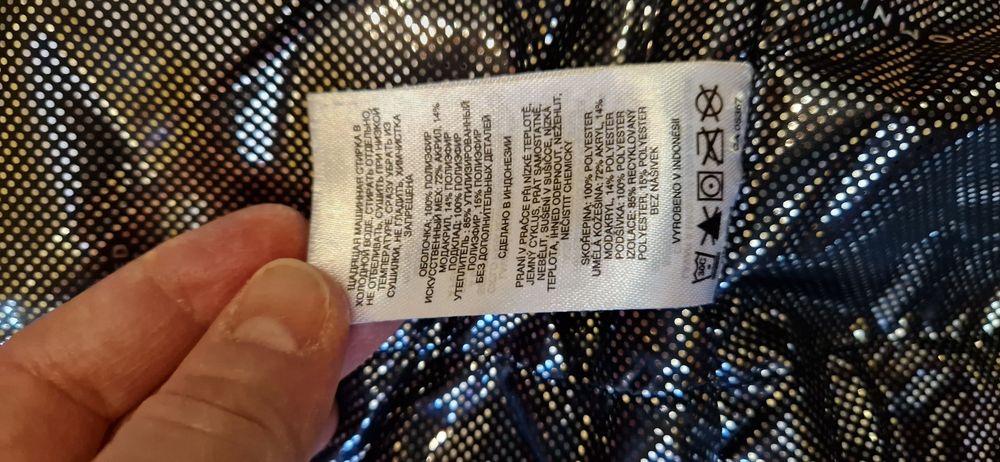 ЩАДНАЯ МАШИННАЯ СТИРКА В
ХОЛОДНОЙ ВОДЕ, СТИРАТЬ ОТДЕЛЬНО,
НЕ ОТБЕЛИВАТЬ, СУШИТЬ ПРИ НИЗКОЙ
ТЕМПЕРАТУРЕ, СРАЗУ УБРАТЬ ИЗ
СУШИЛКИ, НЕ ГЛАДИТЬ, ХИМЧИСТКА
ЗАПРЕЩЕНА
ОБОЛОЧКА: 100% ПОЛИЭФИР
ИСКУССТВЕННЫЙ МЕХ: 72% АКРИЛ, 14%
МОДАКРИЛ, 14% ПОЛИЭФИР
ПОДКЛАД: 100% ПОЛИЭФИР
УТЕПЛИТЕЛЬ: 85% УТИЛИЗИРОВАННЫЙ
ПОЛИЭФИР, 15% ПОЛИЭФИР
БЕЗ ДОПОЛНИТЕЛЬНЫХ ДЕТАЛЕЙ
СДЕЛАНО В ИНДОНЕЗИИ
PRANÍ V PRAČCE PŘI NÍZKÉ TEPLOTĚ,
JEMNÝ CYKLUS, PRÁT SAMOSTATNĚ,
NEBĚLIT, SUŠENÍ V SUŠIČCE, NÍZKÁ
TEPLOTA, IHNED ODEPNOUT, NEŽEHLIT,
NEČISTIT CHEMICKY
SKOŘEPINA: 100% POLYESTER
UMĚLÁ KOŽEŠINA: 72% AKRYL, 14%
MODAKRYL, 14% POLYESTER
PODŠÍVKA: 100% POLYESTER
IZOLACE: 85% RECYKLOVANÝ
POLYESTER, 15% POLYESTER
BEZ NÁŠIVEK
VYROBENO V INDONÉSII